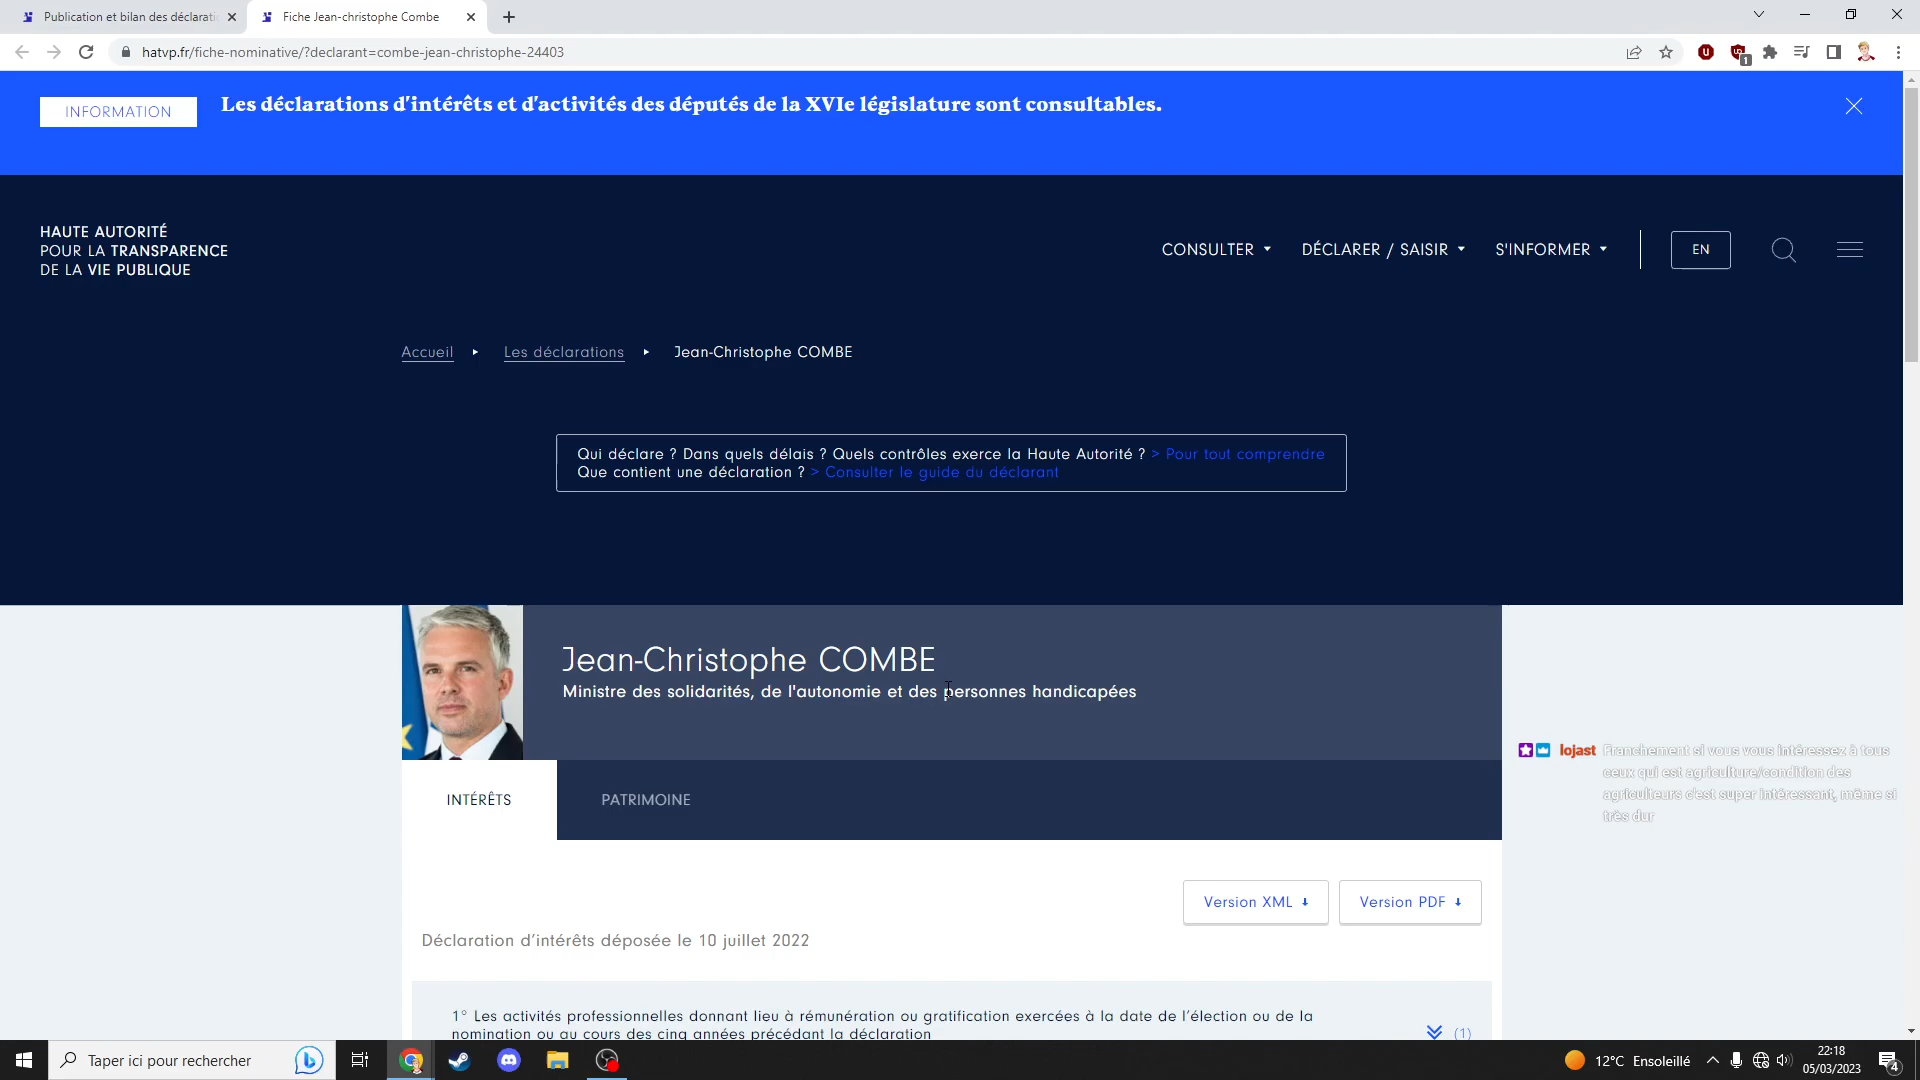 Publication et bilan des déclarati
Fiche Jean-christophe Combe
hatvp.fr/fiche-nominative/?declarant=combe-jean-christophe-24403
1
INFORMATION
Les déclarations d'intérêts et d'activités des députés de la XVIe législature sont consultables.
HAUTE AUTORITÉ
POUR LA TRANSPARENCE
DE LA VIE PUBLIQUE
CONSULTER
DÉCLARER / SAISIR
S'INFORMER
EN
Accueil
Les déclarations
Jean-Christophe COMBE
Qui déclare ? Dans quels délais ? Quels contrôles exerce la Haute Autorité ? > Pour tout comprendre
Que contient une déclaration ? > Consulter le guide du déclarant
Jean-Christophe COMBE
Ministre des solidarités, de l'autonomie et des personnes handicapées
lojast Franchement si vous vous intéressez à tous
ceux qui est agriculture/condition des
agriculteurs c'est super intéressant, même si
très dur
INTÉRÊTS
PATRIMOINE
Version XML
Version PDF
Déclaration d'intérêts déposée le 10 juillet 2022
1° Les activités professionnelles donnant lieu à rémunération ou gratification exercées à la date de l'élection ou de la
nomination ou au cours des cinq années précédant la déclaration
(1)
Taper ici pour rechercher
12°C Ensoleillé
22:18
05/03/2023
4